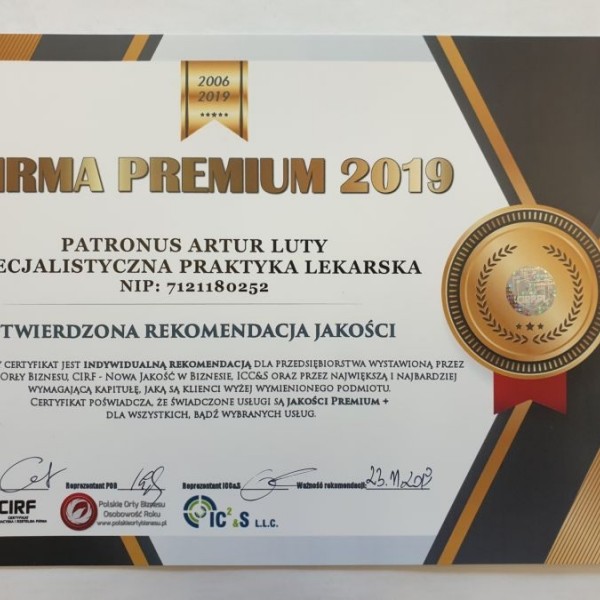 2006
2019
IRMA PREMIUM 2019
PATRONUS ARTUR LUTY
ECJALISTYCZNA PRAKTYKA LEKARSKA
NIP: 7121180252
TWIERDZONA REKOMENDACJA JAKOŚCI
CERTYFIKAT JEST INDYWIDUALNĄ REKOMENDACJĄ DLA PRZEDSIĘBIORSTWA WYSTAWIONĄ PRZEZ
ORŁY BIZNESU, CIRF - NOWA JAKOŚĆ W BIZNESIE, ICC&S ORAZ PRZEZ NAJWIĘKSZĄ I NAJBARDZIEJ
WYMAGAJĄCĄ KAPITUŁĘ, JAKĄ SĄ KLIENCI WYŻEJ WYMIENIONEGO PODMIOTU.
CERTYFIKAT POŚWIADCZA, ŻE ŚWIADCZONE USŁUGI SĄ JAKOŚCI PREMIUM +
DLA WSZYSTKICH, BĄDŹ WYBRANYCH USŁUG.
Reprezentant POB Reprezentant ICC&S Ważność rekomendacji
CIRF
Polskie Orły Biznesu
Osobowość Roku
www.polskieorlybiznesu.pl
IC2&S L.L.C.